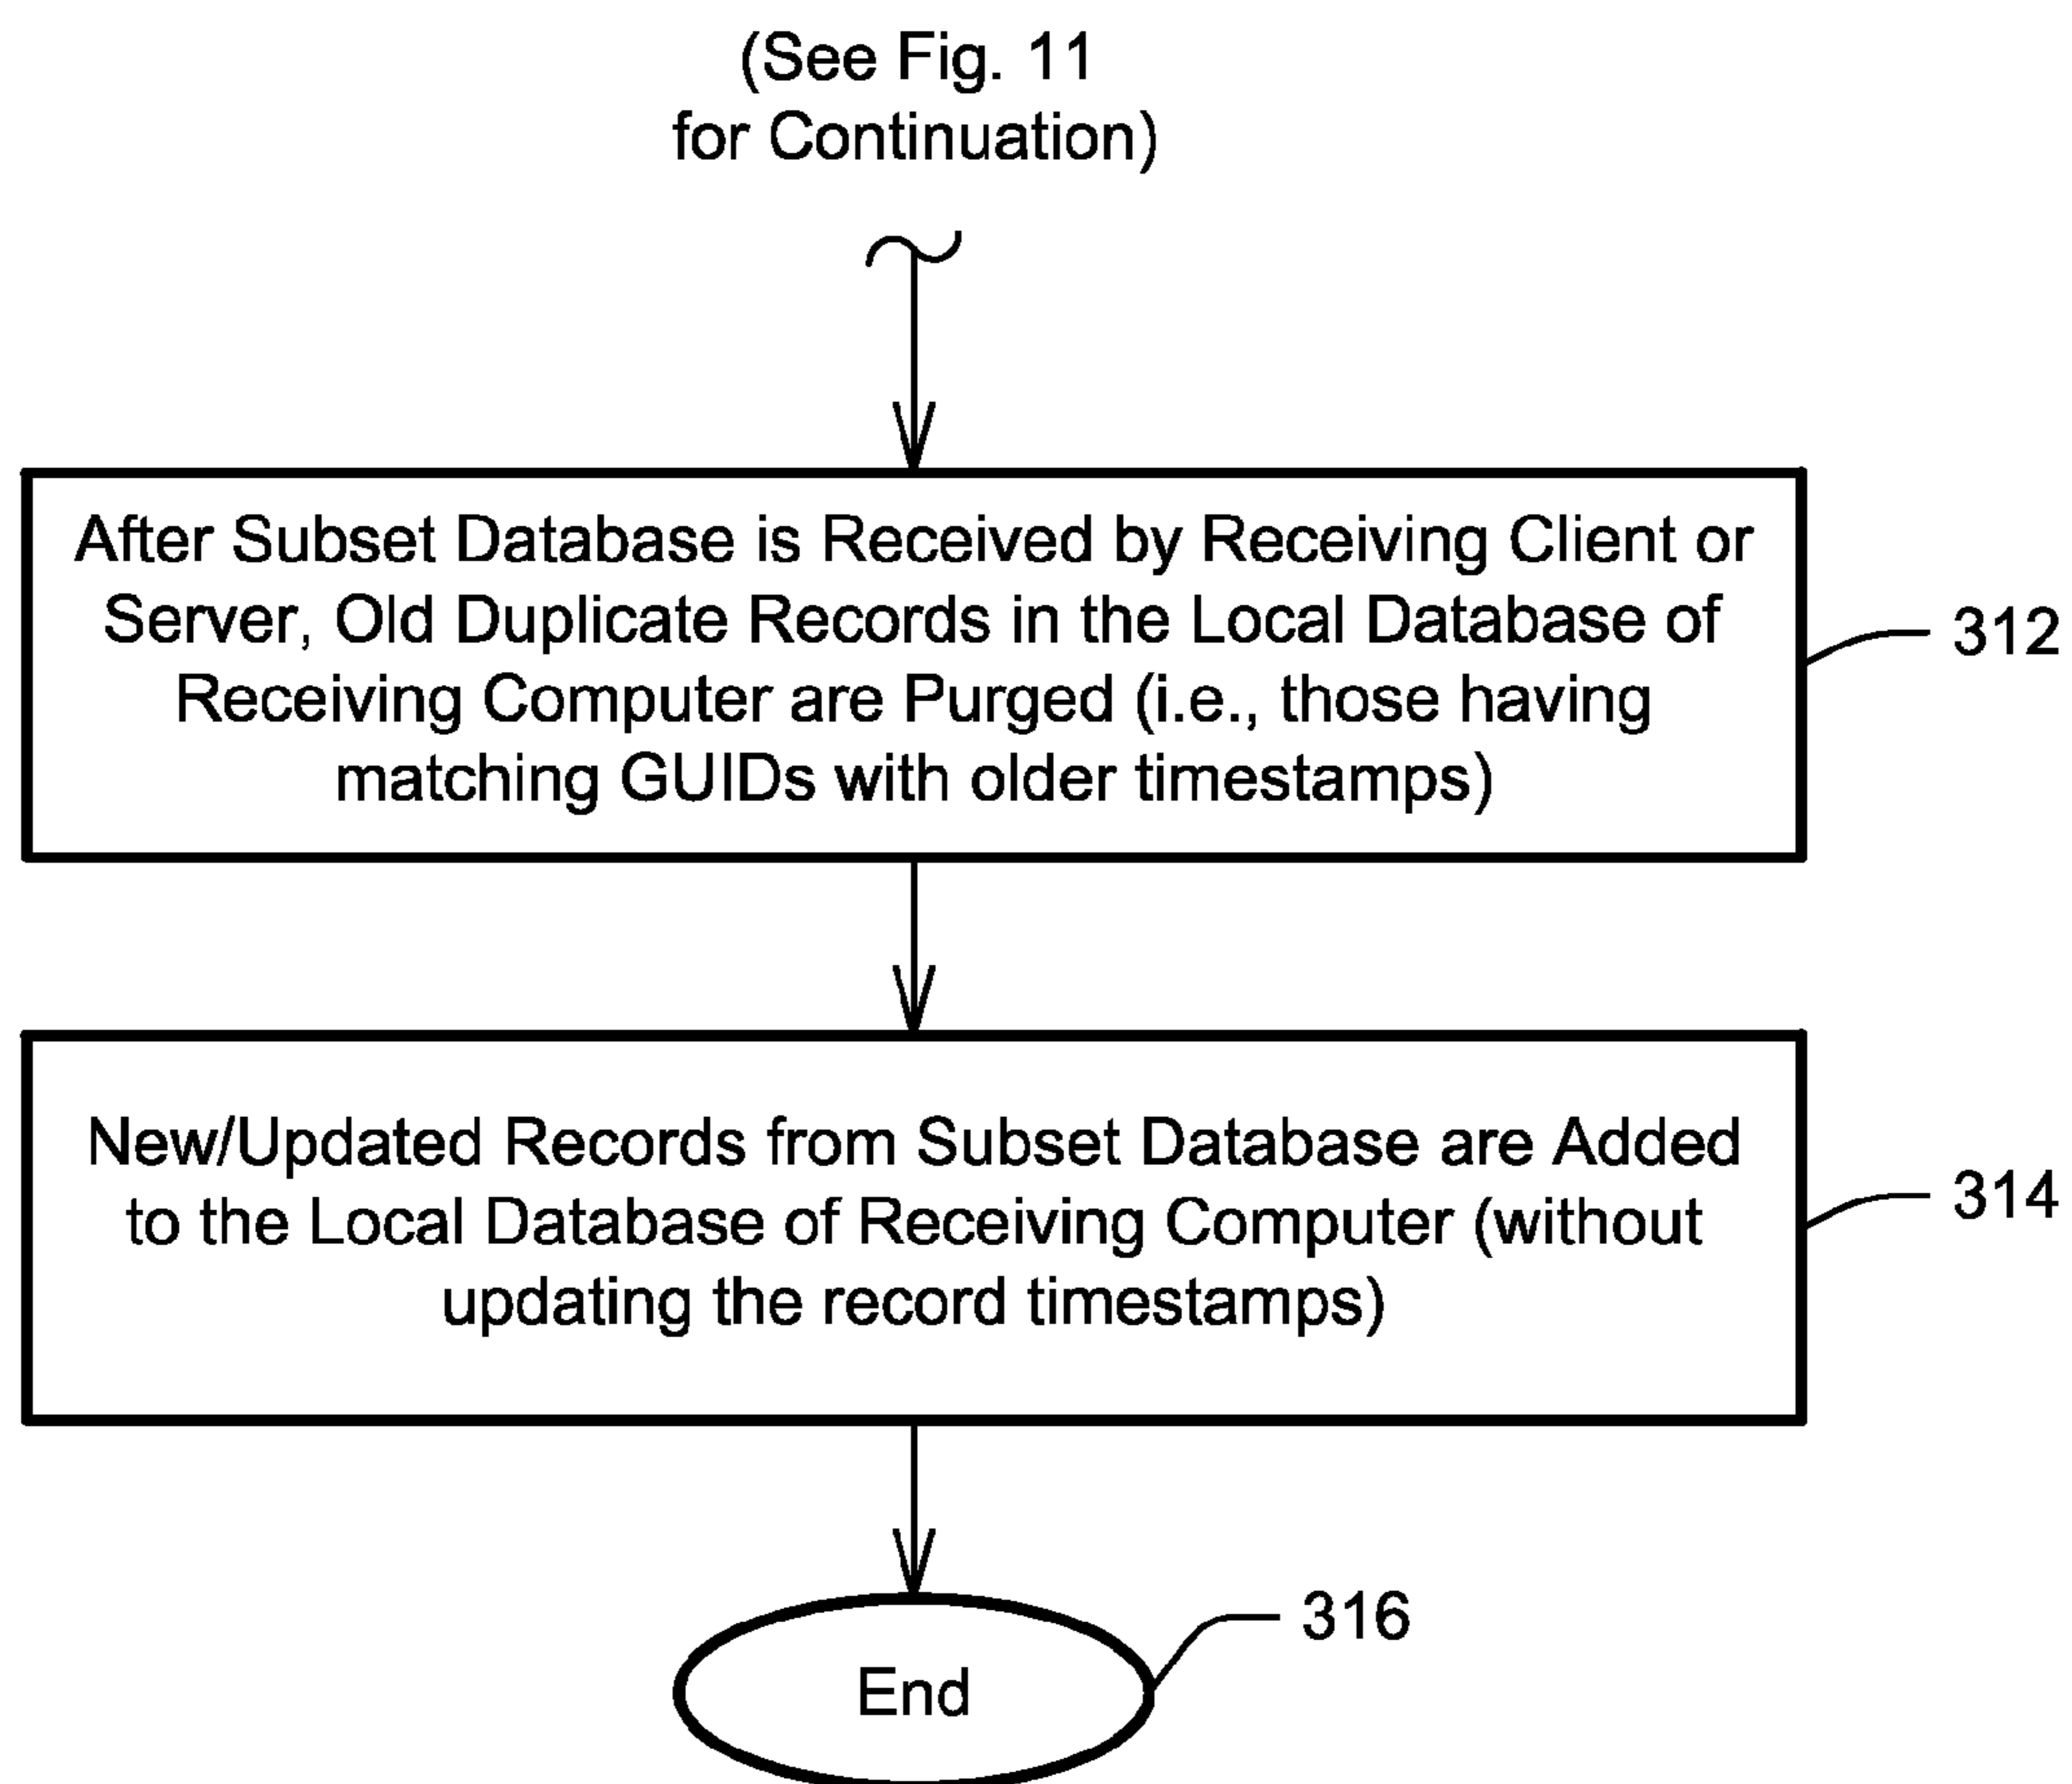 (See Fig. 11
for Continuation)
After Subset Database is Received by Receiving Client or
Server, Old Duplicate Records in the Local Database of
Receiving Computer are Purged (i.e., those having
matching GUIDs with older timestamps)
312
New/Updated Records from Subset Database are Added
to the Local Database of Receiving Computer (without
updating the record timestamps)
314
End
316